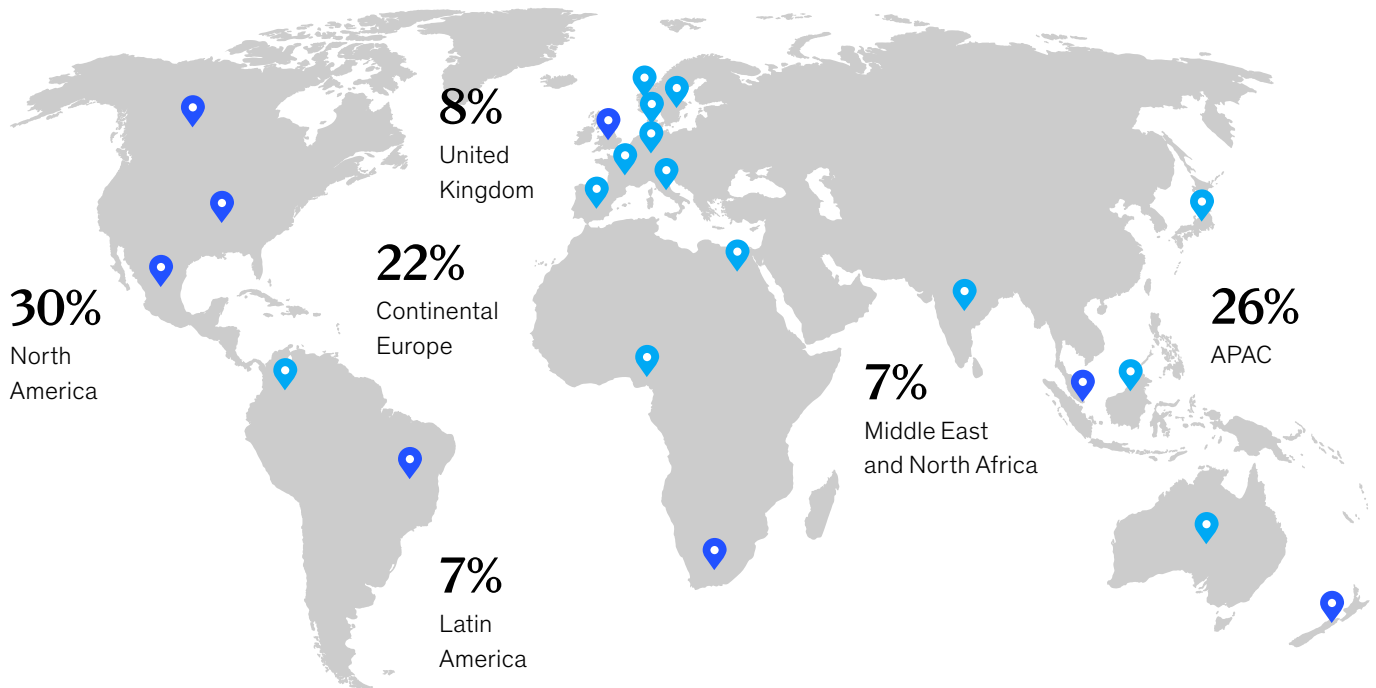 8%
United
Kingdom
22%
Continental
Europe
30%
North
America
26%
APAC
7%
Middle East
and North Africa
7%
Latin
America